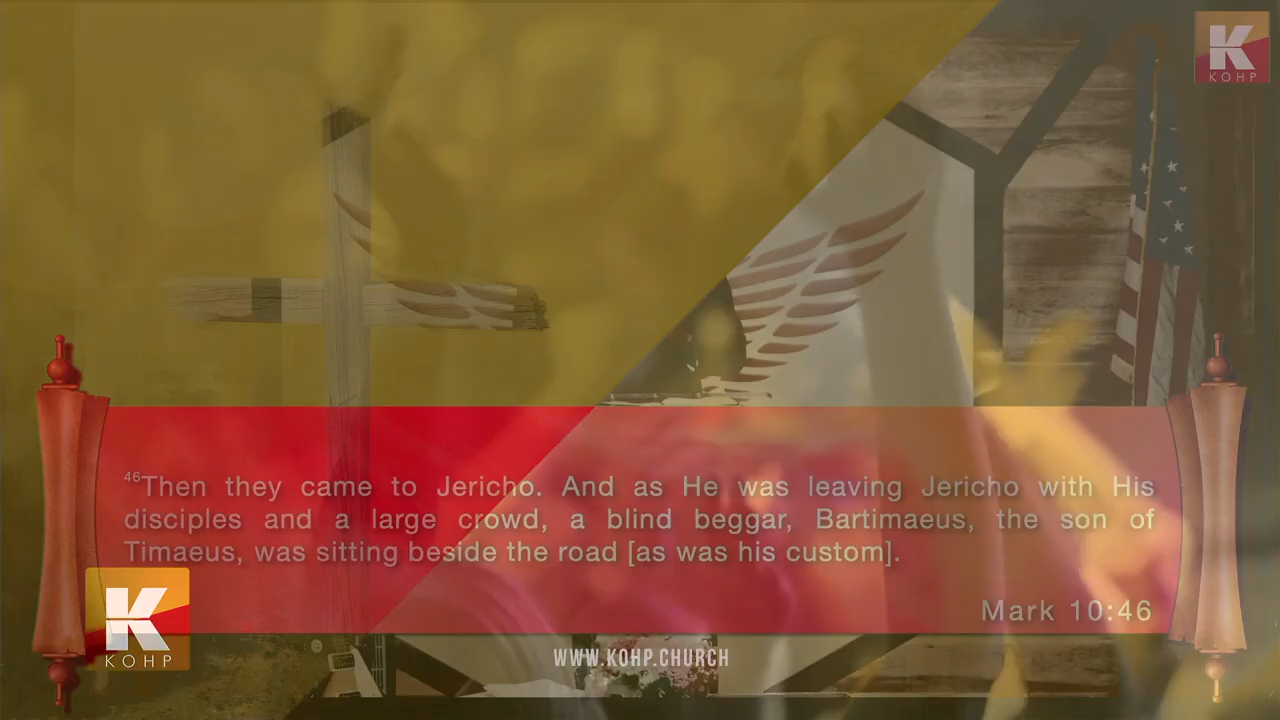 K
KOHP
46Then they came to Jericho. And as He was leaving Jericho with His
disciples and a large crowd, a blind beggar, Bartimaeus, the son of
Timaeus, was sitting beside the road [as was his custom].
Mark 10:46
K
KOHP
WWW.KOHP.CHURCH